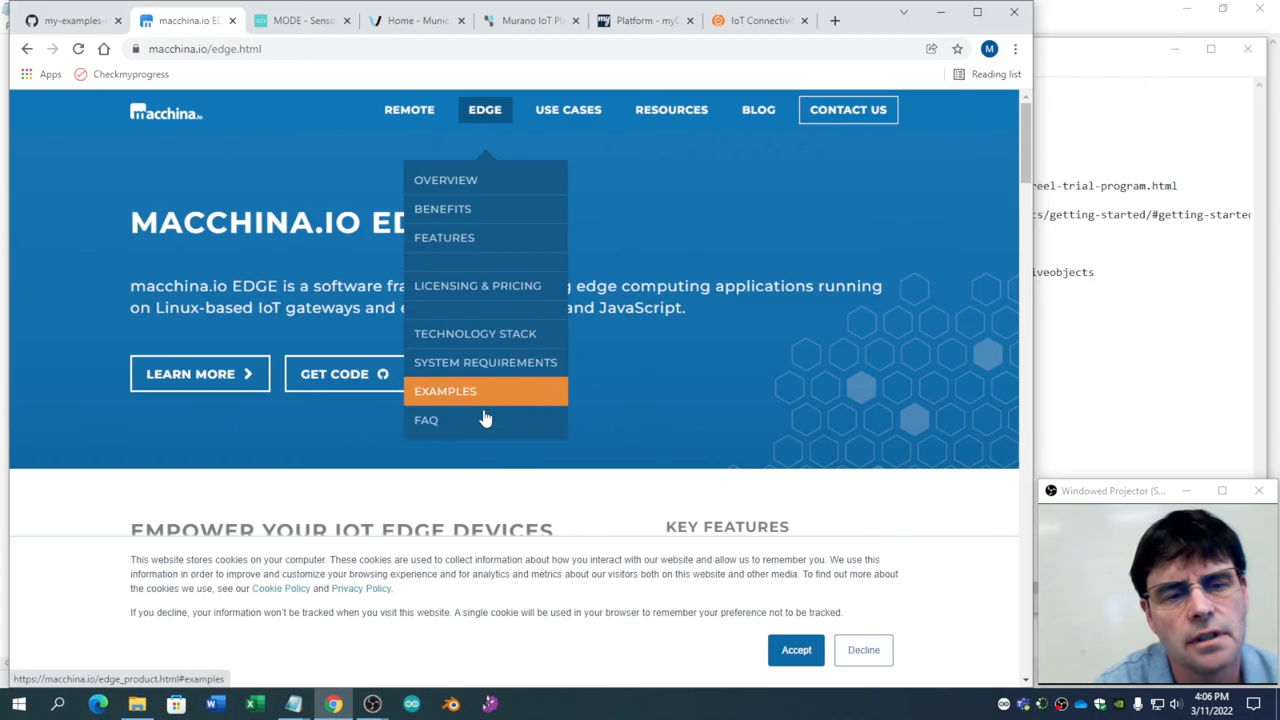 my-examples-
macchina.io E
MODE - Senso
Home - Munic
Murano IoT Pla
Platform - myD
IoT Connectivi
macchina.io/edge.html
M
Apps
Checkmyprogress
Reading list
macchina.io
REMOTE
EDGE
USE CASES
RESOURCES
BLOG
CONTACT US
OVERVIEW
BENEFITS
FEATURES
LICENSING & PRICING
TECHNOLOGY STACK
SYSTEM REQUIREMENTS
EXAMPLES
FAQ
MACCHINA.IO ED
macchina.io EDGE is a software fra g edge computing applications running
on Linux-based IoT gateways and e and JavaScript.
LEARN MORE
GET CODE
EMPOWER YOUR IOT EDGE DEVICES
KEY FEATURES
This website stores cookies on your computer. These cookies are used to collect information about how you interact with our website and allow us to remember you. We use this
information in order to improve and customize your browsing experience and for analytics and metrics about our visitors both on this website and other media. To find out more about
the cookies we use, see our Cookie Policy and Privacy Policy.
If you decline, your information won't be tracked when you visit this website. A single cookie will be used in your browser to remember your preference not to be tracked.
Accept
Decline
https://macchina.io/edge_product.html#examples
reel-trial-program.html
ts/getting-started/#getting-started
iveobjects
Windowed Projector (S...
4:06 PM
3/11/2022